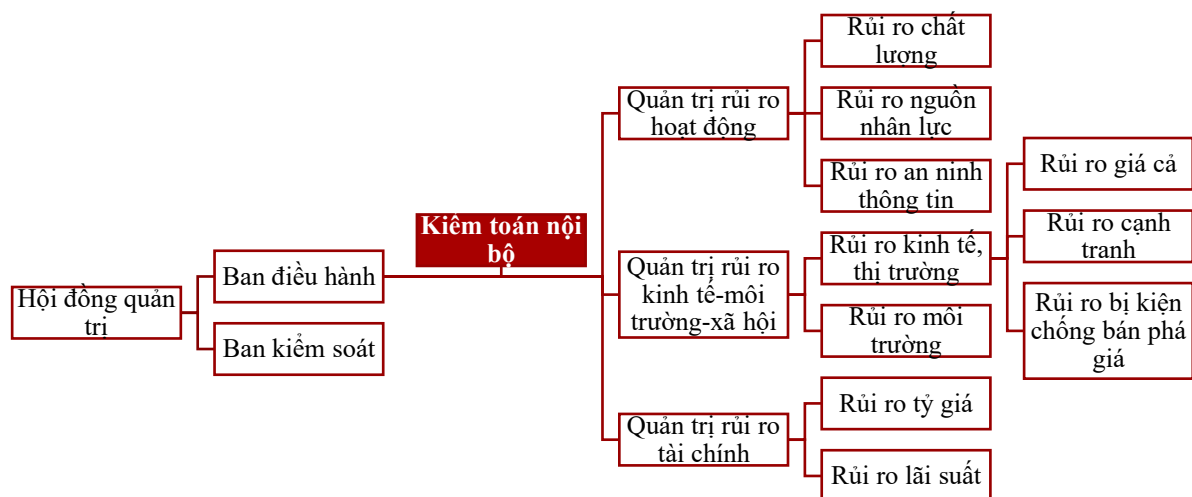 Hội đồng quản
trị
Ban điều hành
Ban kiểm soát
Kiểm toán nội
bộ
Quản trị rủi ro
hoạt động
Rủi ro chất
lượng
Rủi ro nguồn
nhân lực
Rủi ro an ninh
thông tin
Quản trị rủi ro
kinh tế-môi
trường-xã hội
Rủi ro kinh tế,
thị trường
Rủi ro giá cả
Rủi ro cạnh
tranh
Rủi ro bị kiện
chống bán phá
giá
Rủi ro môi
trường
Quản trị rủi ro
tài chính
Rủi ro tỷ giá
Rủi ro lãi suất